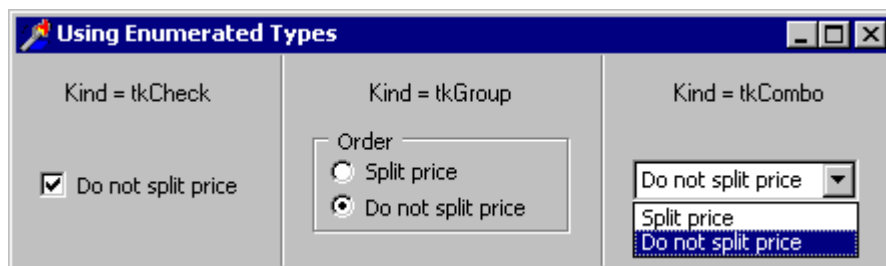 Using Enumerated Types
Kind = tkCheck
Do not split price
Kind = tkGroup
Order
Split price
Do not split price
Kind = tkCombo
Do not split price
Split price
Do not split price